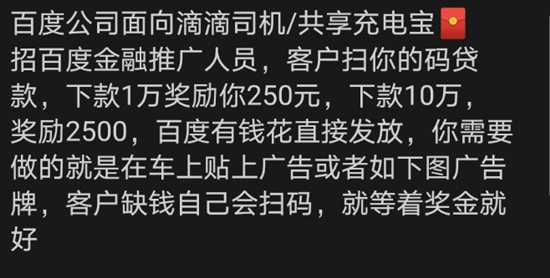 百度公司面向滴滴司机/共享充电宝🧧
招百度金融推广人员，客户扫你的码贷
款，下款1万奖励你250元，下款10万，
奖励2500，百度有钱花直接发放，你需要
做的就是在车上贴上广告或者如下图广告
牌，客户缺钱自己会扫码，就等着奖金就
好